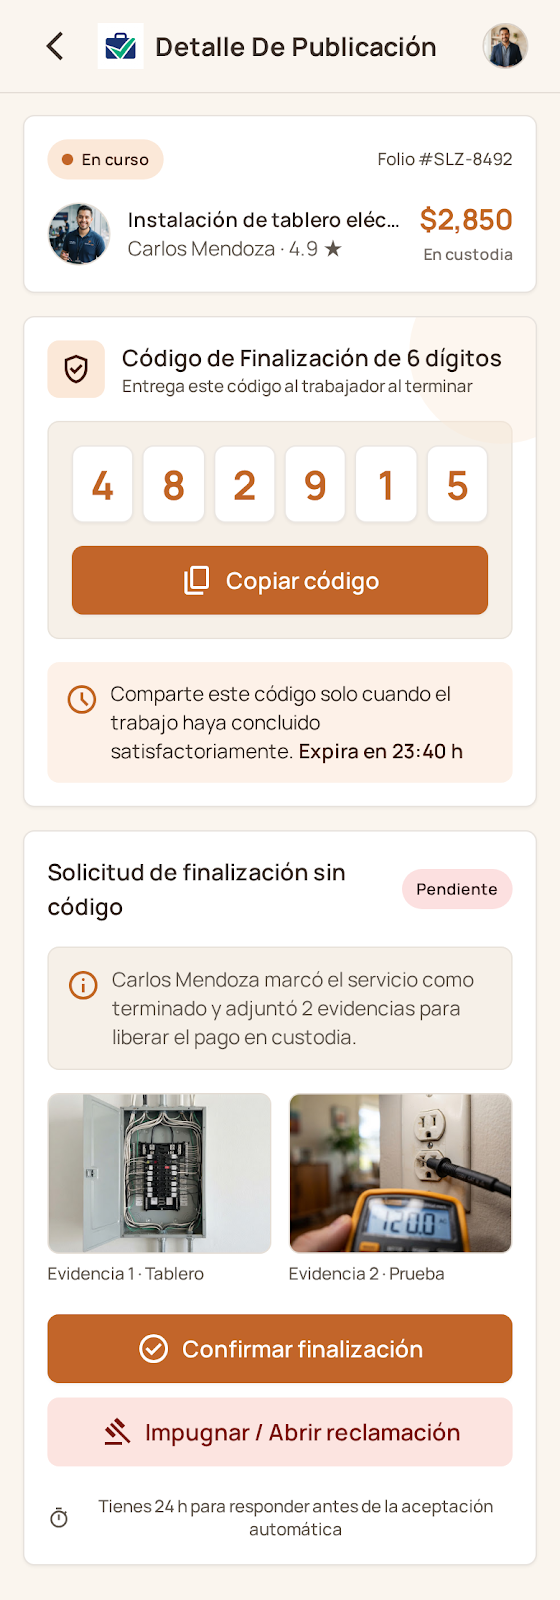 Detalle De Publicación
En curso
Folio #SLZ-8492
Instalación de tablero eléc...
$2,850
Carlos Mendoza · 4.9 ★
En custodia
Código de Finalización de 6 dígitos
Entrega este código al trabajador al terminar
4 8 2 9 1 5
Copiar código
Comparte este código solo cuando el
trabajo haya concluido
satisfactoriamente. Expira en 23:40 h
Solicitud de finalización sin
código
Pendiente
Carlos Mendoza marcó el servicio como
terminado y adjuntó 2 evidencias para
liberar el pago en custodia.
120.0
Evidencia 1 · Tablero
Evidencia 2 · Prueba
Confirmar finalización
Impugnar / Abrir reclamación
Tienes 24 h para responder antes de la aceptación
automática